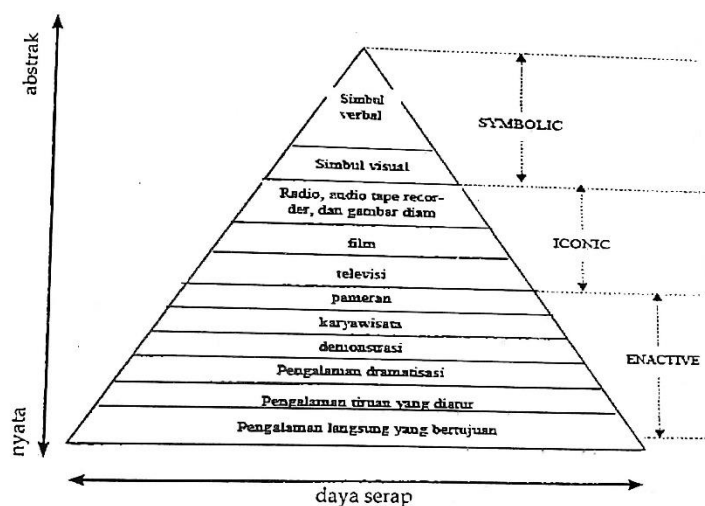 abstrak
Simbul
verbal
SYMBOLIC
Simbul visual
Radio, audio tape recor-
der, dan gambar diam
film
ICONIC
televisi
pameran
karyawisata
demonstrasi
ENACTIVE
Pengalaman dramatisasi
Pengalaman tiruan yang diatur
Pengalaman langsung yang bertujuan
nyata
daya serap